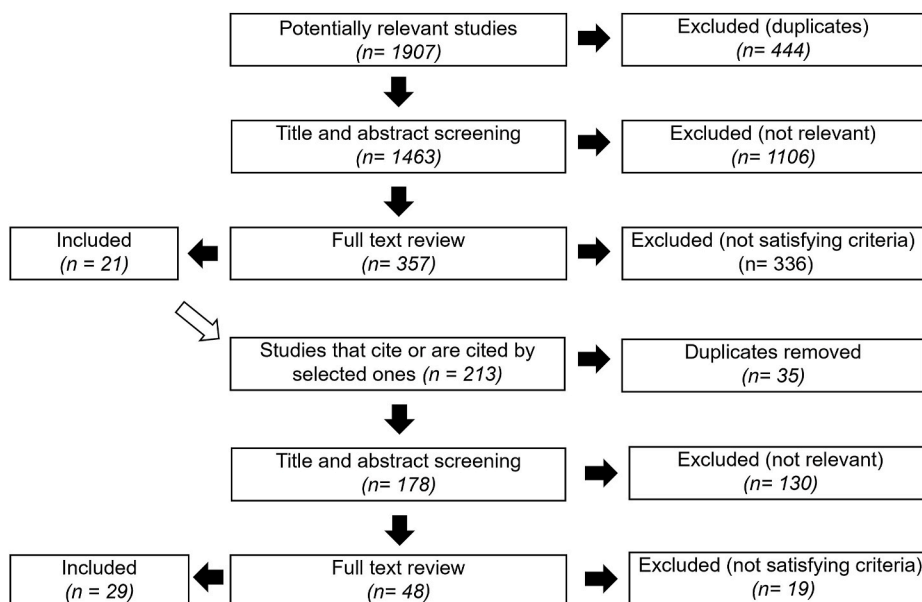 Potentially relevant studies
(n= 1907)
Excluded (duplicates)
(n= 444)
Title and abstract screening
(n= 1463)
Excluded (not relevant)
(n= 1106)
Included
(n = 21)
Full text review
(n= 357)
Excluded (not satisfying criteria)
(n= 336)
Studies that cite or are cited by
selected ones (n = 213)
Duplicates removed
(n= 35)
Title and abstract screening
(n= 178)
Excluded (not relevant)
(n= 130)
Included
(n = 29)
Full text review
(n= 48)
Excluded (not satisfying criteria)
(n= 19)